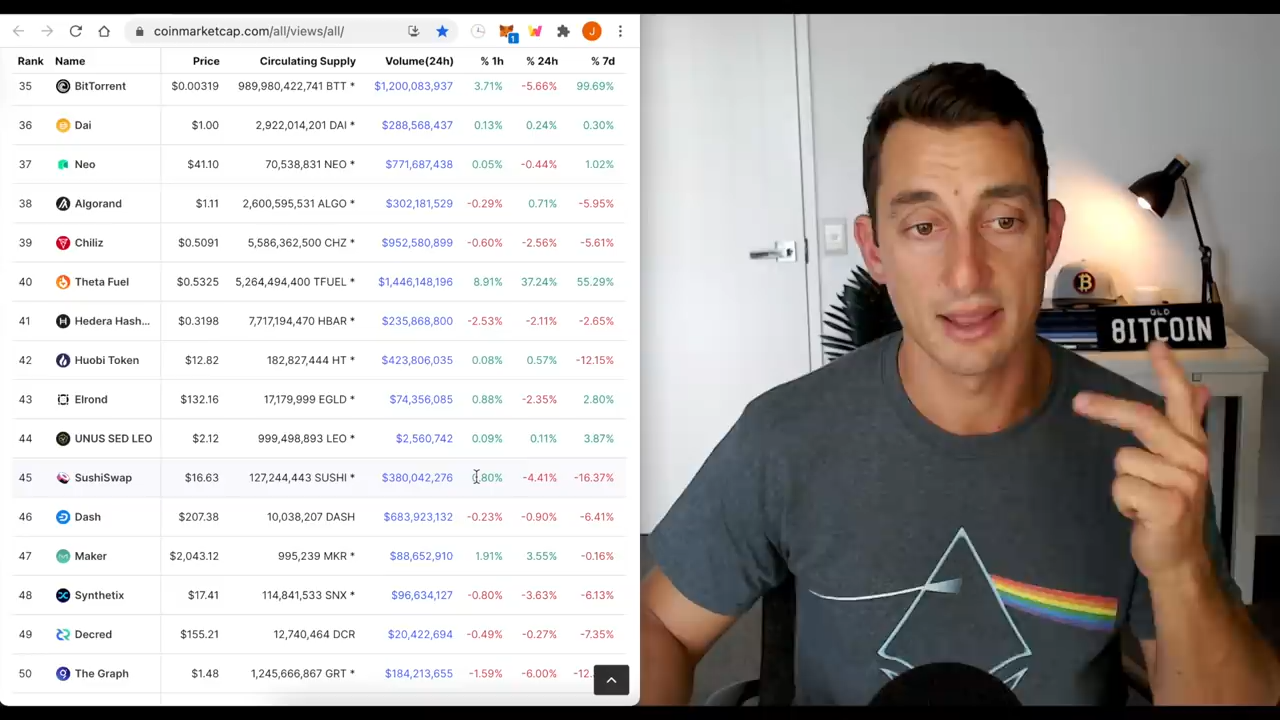 coinmarketcap.com/all/views/all/
1
J
Rank Name Price Circulating Supply Volume(24h) % 1h % 24h % 7d
35 BitTorrent $0.00319 989,980,422,741 BTT * $1,200,083,937 3.71% -5.66% 99.69%
36 Dai $1.00 2,922,014,201 DAI * $288,568,437 0.13% 0.24% 0.30%
37 Neo $41.10 70,538,831 NEO * $771,687,438 0.05% -0.44% 1.02%
38 Algorand $1.11 2,600,595,531 ALGO * $302,181,529 -0.29% 0.71% -5.95%
39 Chiliz $0.5091 5,586,362,500 CHZ * $952,580,899 -0.60% -2.56% -5.61%
40 Theta Fuel $0.5325 5,264,494,400 TFUEL * $1,446,148,196 8.91% 37.24% 55.29%
41 Hedera Hash... $0.3198 7,717,194,470 HBAR * $235,868,800 -2.53% -2.11% -2.65%
42 Huobi Token $12.82 182,827,444 HT * $423,806,035 0.08% 0.57% -12.15%
43 Elrond $132.16 17,179,999 EGLD * $74,356,085 0.88% -2.35% 2.80%
44 UNUS SED LEO $2.12 999,498,893 LEO * $2,560,742 0.09% 0.11% 3.87%
45 SushiSwap $16.63 127,244,443 SUSHI * $380,042,276 0.80% -4.41% -16.37%
46 Dash $207.38 10,038,207 DASH $683,923,132 -0.23% -0.90% -6.41%
47 Maker $2,043.12 995,239 MKR * $88,652,910 1.91% 3.55% -0.16%
48 Synthetix $17.41 114,841,533 SNX * $96,634,127 -0.80% -3.63% -6.13%
49 Decred $155.21 12,740,464 DCR $20,422,694 -0.49% -0.27% -7.35%
50 The Graph $1.48 1,245,666,867 GRT * $184,213,655 -1.59% -6.00% -12.
QLD
8ITCOIN